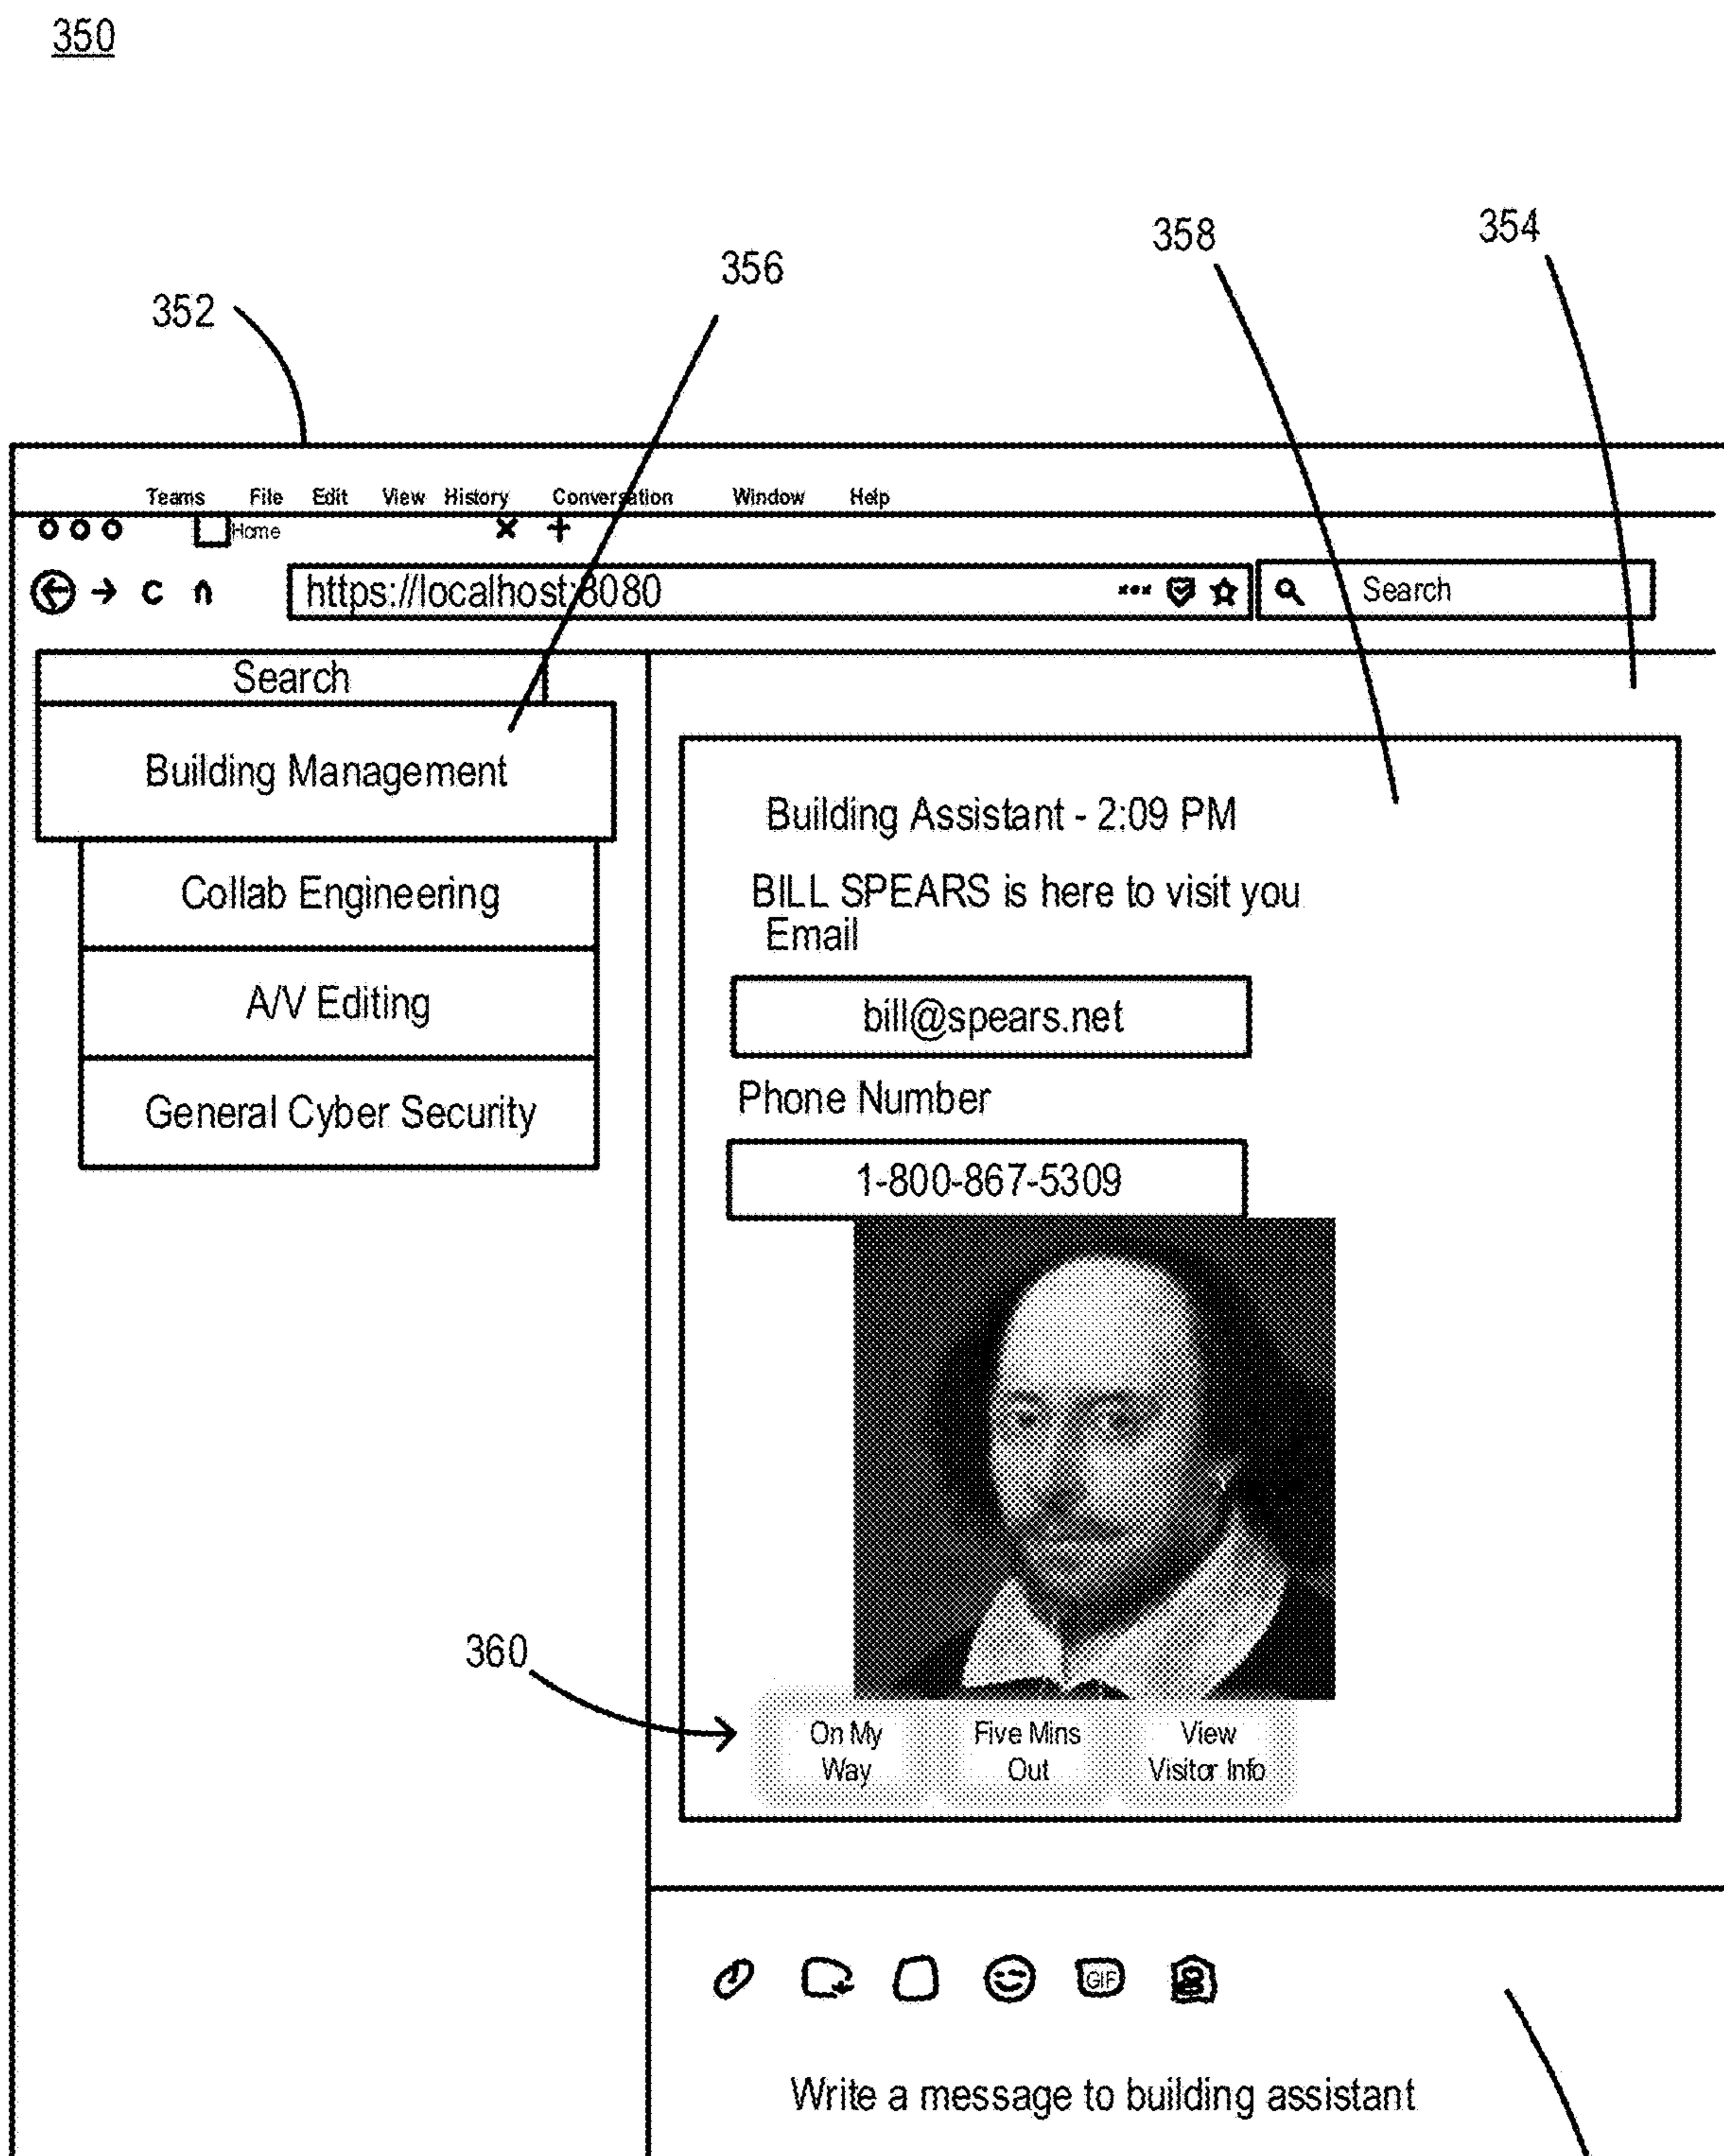 350
358
354
356
352
Teams File Edit View History Conversation Window Help
Home
https://localhost:8080
Search
Search
Building Management
Collab Engineering
A/V Editing
General Cyber Security
Building Assistant - 2:09 PM
BILL SPEARS is here to visit you
Email
bill@spears.net
Phone Number
1-800-867-5309
360
On My
Way
Five Mins
Out
View
Visitor Info
GIF
Write a message to building assistant